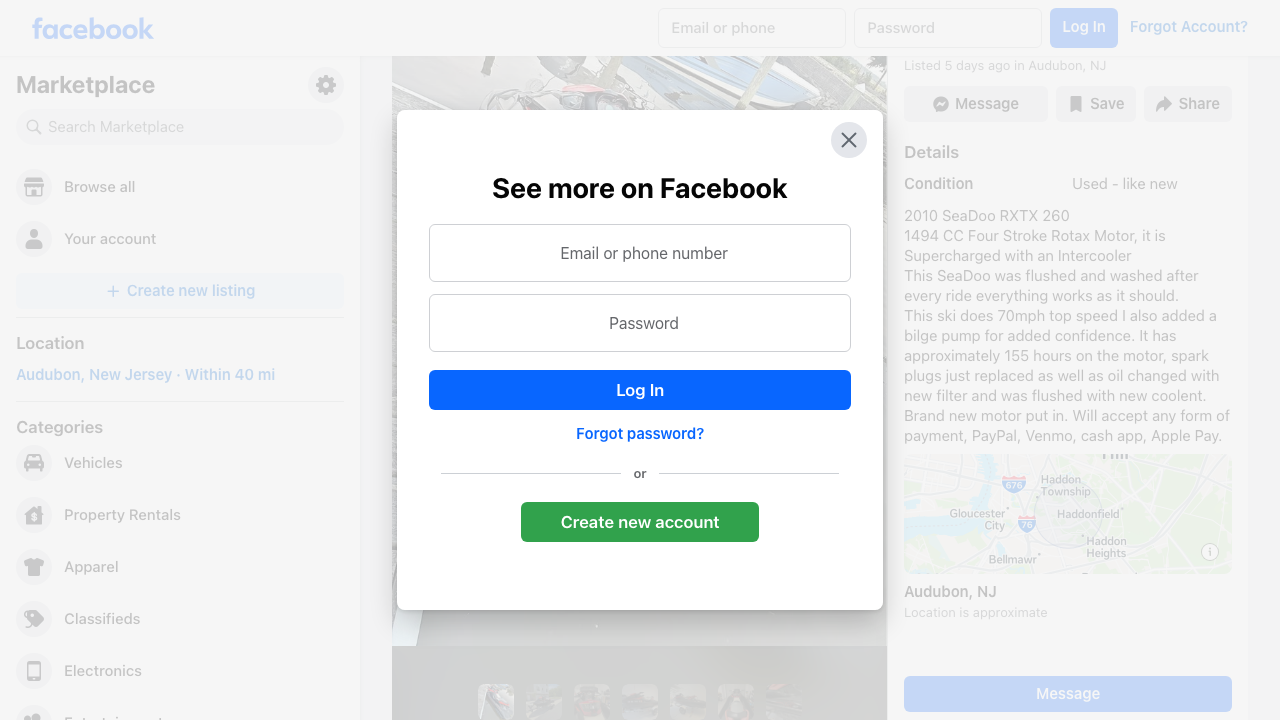 facebook
Email or phone
Password
Log In
Forgot Account?
Marketplace
Search Marketplace
Browse all
Your account
Create new listing
Location
Audubon, New Jersey · Within 40 mi
Categories
Vehicles
Property Rentals
Apparel
Classifieds
Electronics
See more on Facebook
Email or phone number
Password
Log In
Forgot password?
or
Create new account
Listed 5 days ago in Audubon, NJ
Message
Save
Share
Details
Condition
Used - like new
2010 SeaDoo RXTX 260
1494 CC Four Stroke Rotax Motor, it is
Supercharged with an Intercooler
This SeaDoo was flushed and washed after
every ride everything works as it should.
This ski does 70mph top speed I also added a
bilge pump for added confidence. It has
approximately 155 hours on the motor, spark
plugs just replaced as well as oil changed with
new filter and was flushed with new coolent.
Brand new motor put in. Will accept any form of
payment, PayPal, Venmo, cash app, Apple Pay.
676
Haddon
Township
Gloucester
City
Haddonfield
76
Haddon
Heights
Bellmawr
Audubon, NJ
Location is approximate
Message